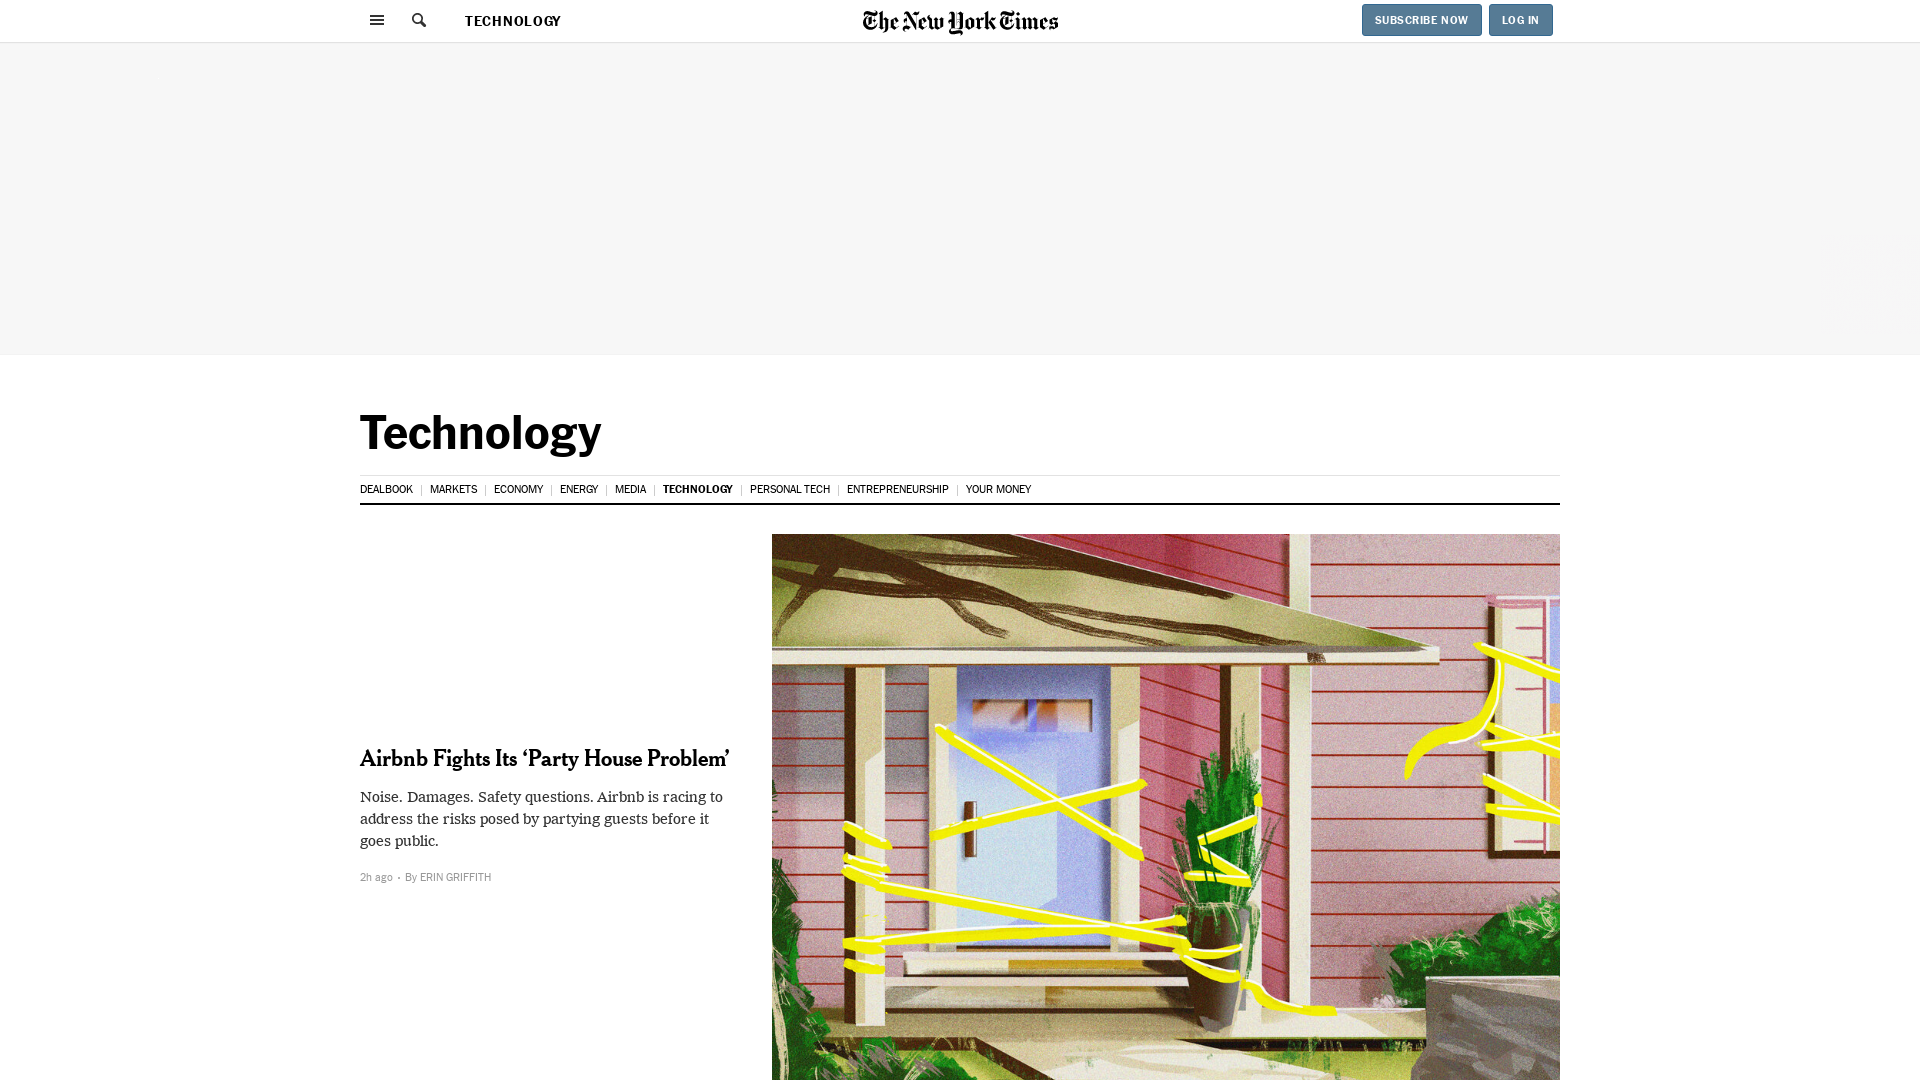 TECHNOLOGY
The New York Times
SUBSCRIBE NOW
LOG IN
Technology
DEALBOOK | MARKETS | ECONOMY | ENERGY | MEDIA | TECHNOLOGY | PERSONAL TECH | ENTREPRENEURSHIP | YOUR MONEY
Airbnb Fights Its ‘Party House Problem’
Noise. Damages. Safety questions. Airbnb is racing to
address the risks posed by partying guests before it
goes public.
2h ago • By ERIN GRIFFITH